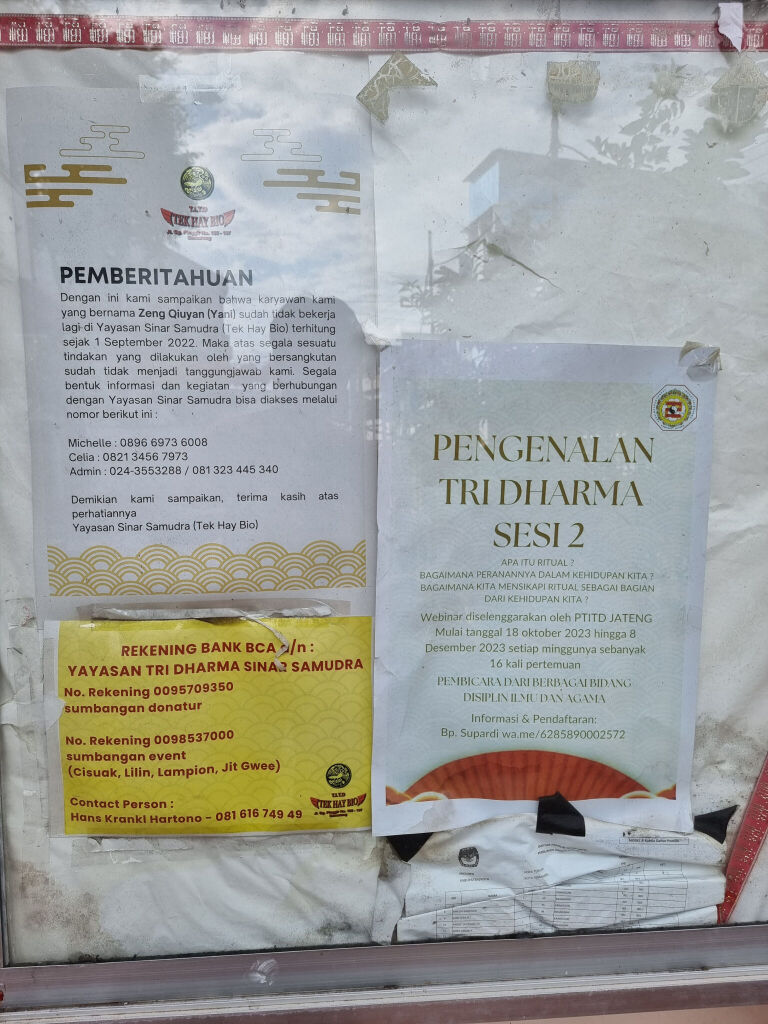 T.I.T.D
TEK HAY BIO
PEMBERITAHUAN
Dengan ini kami sampaikan bahwa karyawan kami
yang bernama Zeng Qiuyan (Yani) sudah tidak bekerja
lagi di Yayasan Sinar Samudra (Tek Hay Bio) terhitung
sejak 1 September 2022. Maka atas segala sesuatu
tindakan yang dilakukan oleh yang bersangkutan
sudah tidak menjadi tanggungjawab kami. Segala
bentuk informasi dan kegiatan yang berhubungan
dengan Yayasan Sinar Samudra bisa diakses melalui
nomor berikut ini :
Michelle : 0896 6973 6008
Celia : 0821 3456 7973
Admin : 024-3553288 / 081 323 445 340
Demikian kami sampaikan, terima kasih atas
perhatiannya
Yayasan Sinar Samudra (Tek Hay Bio)
REKENING BANK BCA a/n :
YAYASAN TRI DHARMA SINAR SAMUDRA
No. Rekening 0095709350
sumbangan donatur
No. Rekening 0098537000
sumbangan event
(Cisuak, Lilin, Lampion, Jit Gwee)
Contact Person :
Hans Krankl Hartono - 081 616 749 49
T.I.T.D
TEK HAY BIO
PENGENALAN
TRI DHARMA
SESI 2
APA ITU RITUAL ?
BAGAIMANA PERANANNYA DALAM KEHIDUPAN KITA ?
BAGAIMANA KITA MENSIKAPI RITUAL SEBAGAI BAGIAN
DARI KEHIDUPAN KITA ?
Webinar diselenggarakan oleh PTITD JATENG
Mulai tanggal 18 oktober 2023 hingga 8
Desember 2023 setiap minggunya sebanyak
16 kali pertemuan
PEMBICARA DARI BERBAGAI BIDANG
DISIPLIN ILMU DAN AGAMA
Informasi & Pendaftaran:
Bp. Supardi wa.me/6285890002572